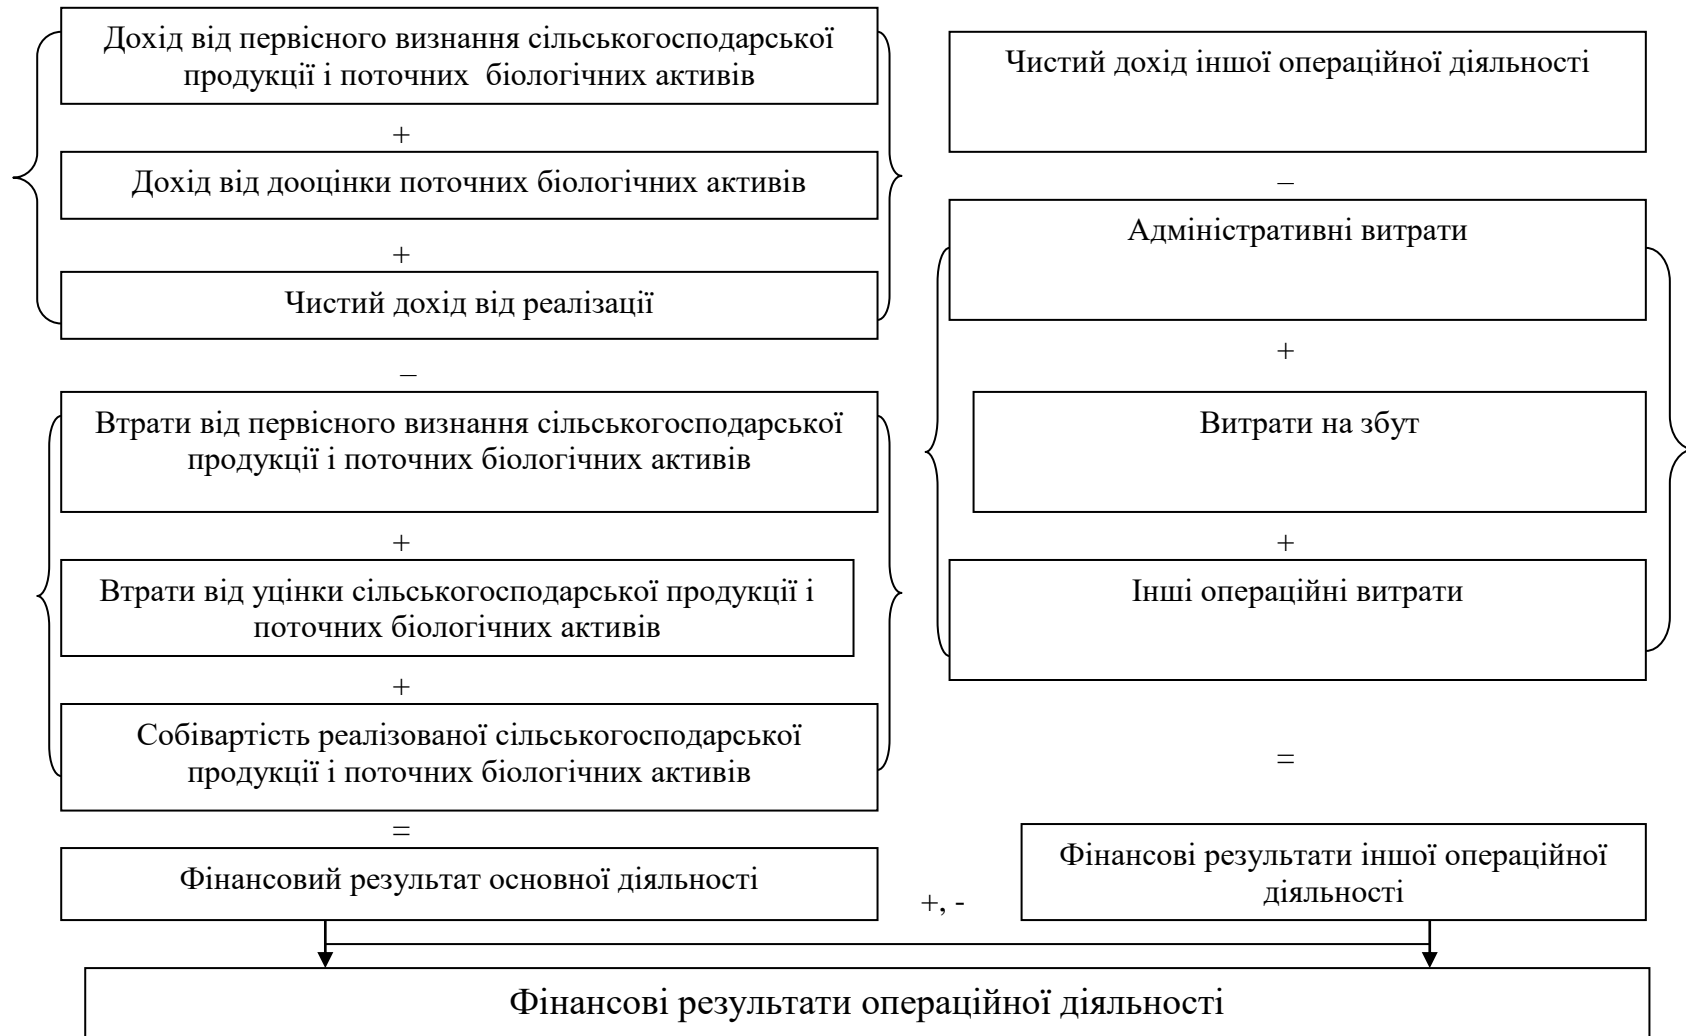 Дохід від первісного визнання сільськогосподарської
продукції і поточних біологічних активів
+
Дохід від дооцінки поточних біологічних активів
+
Чистий дохід від реалізації
–
Втрати від первісного визнання сільськогосподарської
продукції і поточних біологічних активів
+
Втрати від уцінки сільськогосподарської продукції і
поточних біологічних активів
+
Собівартість реалізованої сільськогосподарської
продукції і поточних біологічних активів
=
Фінансовий результат основної діяльності
Чистий дохід іншої операційної діяльності
–
Адміністративні витрати
+
Витрати на збут
+
Інші операційні витрати
=
Фінансові результати іншої операційної
діяльності
+, -
Фінансові результати операційної діяльності